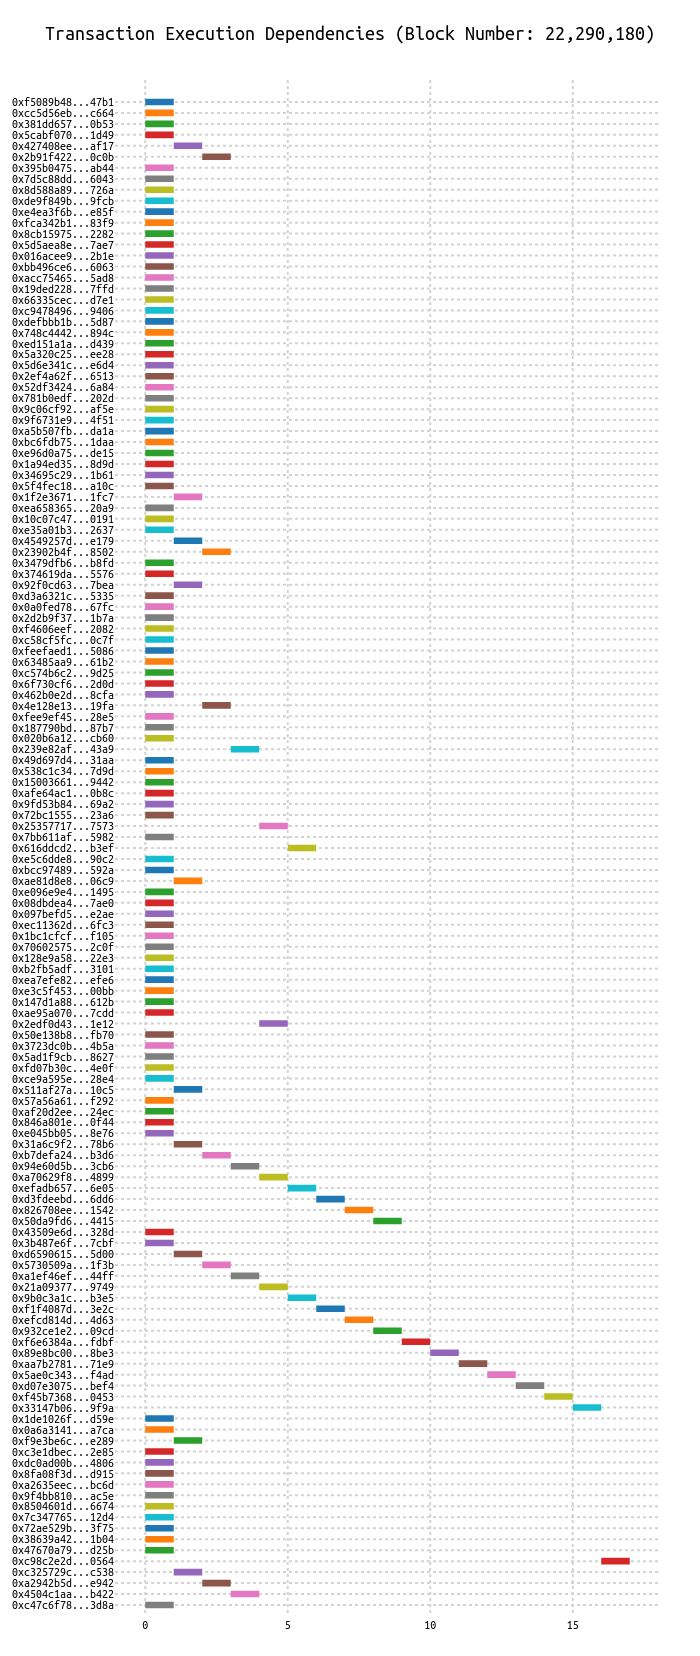 Transaction Execution Dependencies (Block Number: 22,290,180)
0xf5089b48...47b1
0xcc5d56eb...c664
0x381dd657...0b53
0x5cabf070...1d49
0x427408ee...af17
0x2b91f422...0c0b
0x395b0475...ab44
0x7d5c88dd...6043
0x8d588a89...726a
0xde9f849b...9fcb
0xe4ea3f6b...e85f
0xfca342b1...83f9
0x8cb15975...2282
0x5d5aea8e...7ae7
0x016acee9...2b1e
0xbb496ce6...6063
0xacc75465...5ad8
0x19ded228...7ffd
0x66335cec...d7e1
0xc9478496...9406
0xdefbbb1b...5d87
0x748c4442...894c
0xed151a1a...d439
0x5a320c25...ee28
0x5d6e341c...e6d4
0x2ef4a62f...6513
0x52df3424...6a84
0x781b0edf...202d
0x9c06cf92...af5e
0x9f6731e9...4f51
0xa5b507fb...da1a
0xbc6fdb75...1daa
0xe96d0a75...de15
0x1a94ed35...8d9d
0x34695c29...1b61
0x5f4fec18...a10c
0x1f2e3671...1fc7
0xea658365...20a9
0x10c07c47...0191
0xe35a01b3...2637
0x4549257d...e179
0x23902b4f...8502
0x3479dfb6...b8fd
0x374619da...5576
0x92f0cd63...7bea
0xd3a6321c...5335
0x0a0fed78...67fc
0x2d2b9f37...1b7a
0xf4606eef...2082
0xc58cf5fc...0c7f
0xfeefaed1...5086
0x63485aa9...61b2
0xc574b6c2...9d25
0x6f730cf6...2d0d
0x462b0e2d...8cfa
0x4e128e13...19fa
0xfee9ef45...28e5
0x187790bd...87b7
0x020b6a12...cb60
0x239e82af...43a9
0x49d697d4...31aa
0x538c1c34...7d9d
0x15003661...9442
0xafe64ac1...0b8c
0x9fd53b84...69a2
0x72bc1555...23a6
0x25357717...7573
0x7bb611af...5982
0x616ddcd2...b3ef
0xe5c6dde8...90c2
0xbcc97489...592a
0xae81d8e8...06c9
0xe096e9e4...1495
0x08dbdea4...7ae0
0x097befd5...e2ae
0xec11362d...6fc3
0x1bc1cfcf...f105
0x70602575...2c0f
0x128e9a58...22e3
0xb2fb5adf...3101
0xea7efe82...efe6
0xe3c5f453...00bb
0x147d1a88...612b
0xae95a070...7cdd
0x2edf0d43...1e12
0x50e138b8...fb70
0x3723dc0b...4b5a
0x5ad1f9cb...8627
0xfd07b30c...4e0f
0xce9a595e...28e4
0x511af27a...10c5
0x57a56a61...f292
0xaf20d2ee...24ec
0x846a801e...0f44
0xe045bb05...8e76
0x31a6c9f2...78b6
0xb7defa24...b3d6
0x94e60d5b...3cb6
0xa70629f8...4899
0xefadb657...6e05
0xd3fdeebd...6dd6
0x826708ee...1542
0x50da9fd6...4415
0x43509e6d...328d
0x3b487e6f...7cbf
0xd6590615...5d00
0x5730509a...1f3b
0xa1ef46ef...44ff
0x21a09377...9749
0x9b0c3a1c...b3e5
0xf1f4087d...3e2c
0xefcd814d...4d63
0x932ce1e2...09cd
0xf6e6384a...fdbf
0x89e8bc00...8be3
0xaa7b2781...71e9
0x5ae0c343...f4ad
0xd07e3075...bef4
0xf45b7368...0453
0x33147b06...9f9a
0x1de1026f...d59e
0x0a6a3141...a7ca
0xf9e3be6c...e289
0xc3e1dbec...2e85
0xdc0ad00b...4806
0x8fa08f3d...d915
0xa2635eec...bc6d
0x9f4bb810...ac5e
0x8504601d...6674
0x7c347765...12d4
0x72ae529b...3f75
0x38639a42...1b04
0x47670a79...d25b
0xc98c2e2d...0564
0xc325729c...c538
0xa2942b5d...e942
0x4504c1aa...b422
0xc47c6f78...3d8a
0 5 10 15